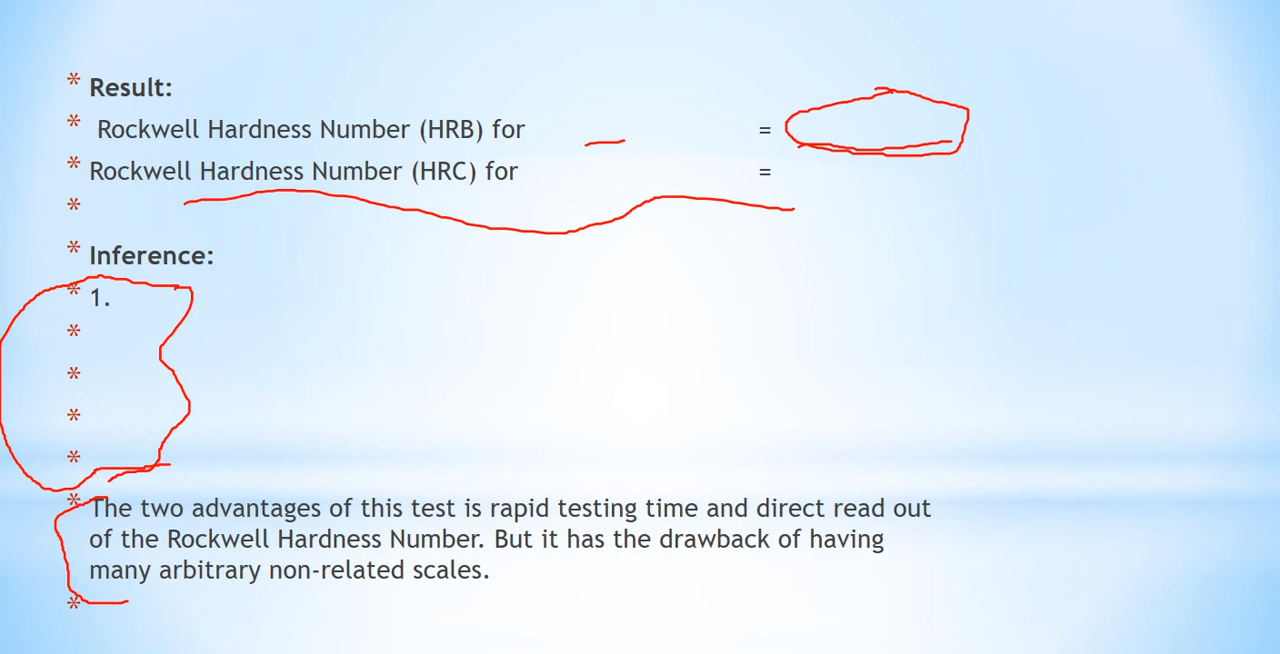 * Result:
* Rockwell Hardness Number (HRB) for =
* Rockwell Hardness Number (HRC) for =
*
* Inference:
* 1.
*
*
*
*
* The two advantages of this test is rapid testing time and direct read out
of the Rockwell Hardness Number. But it has the drawback of having
many arbitrary non-related scales.
*